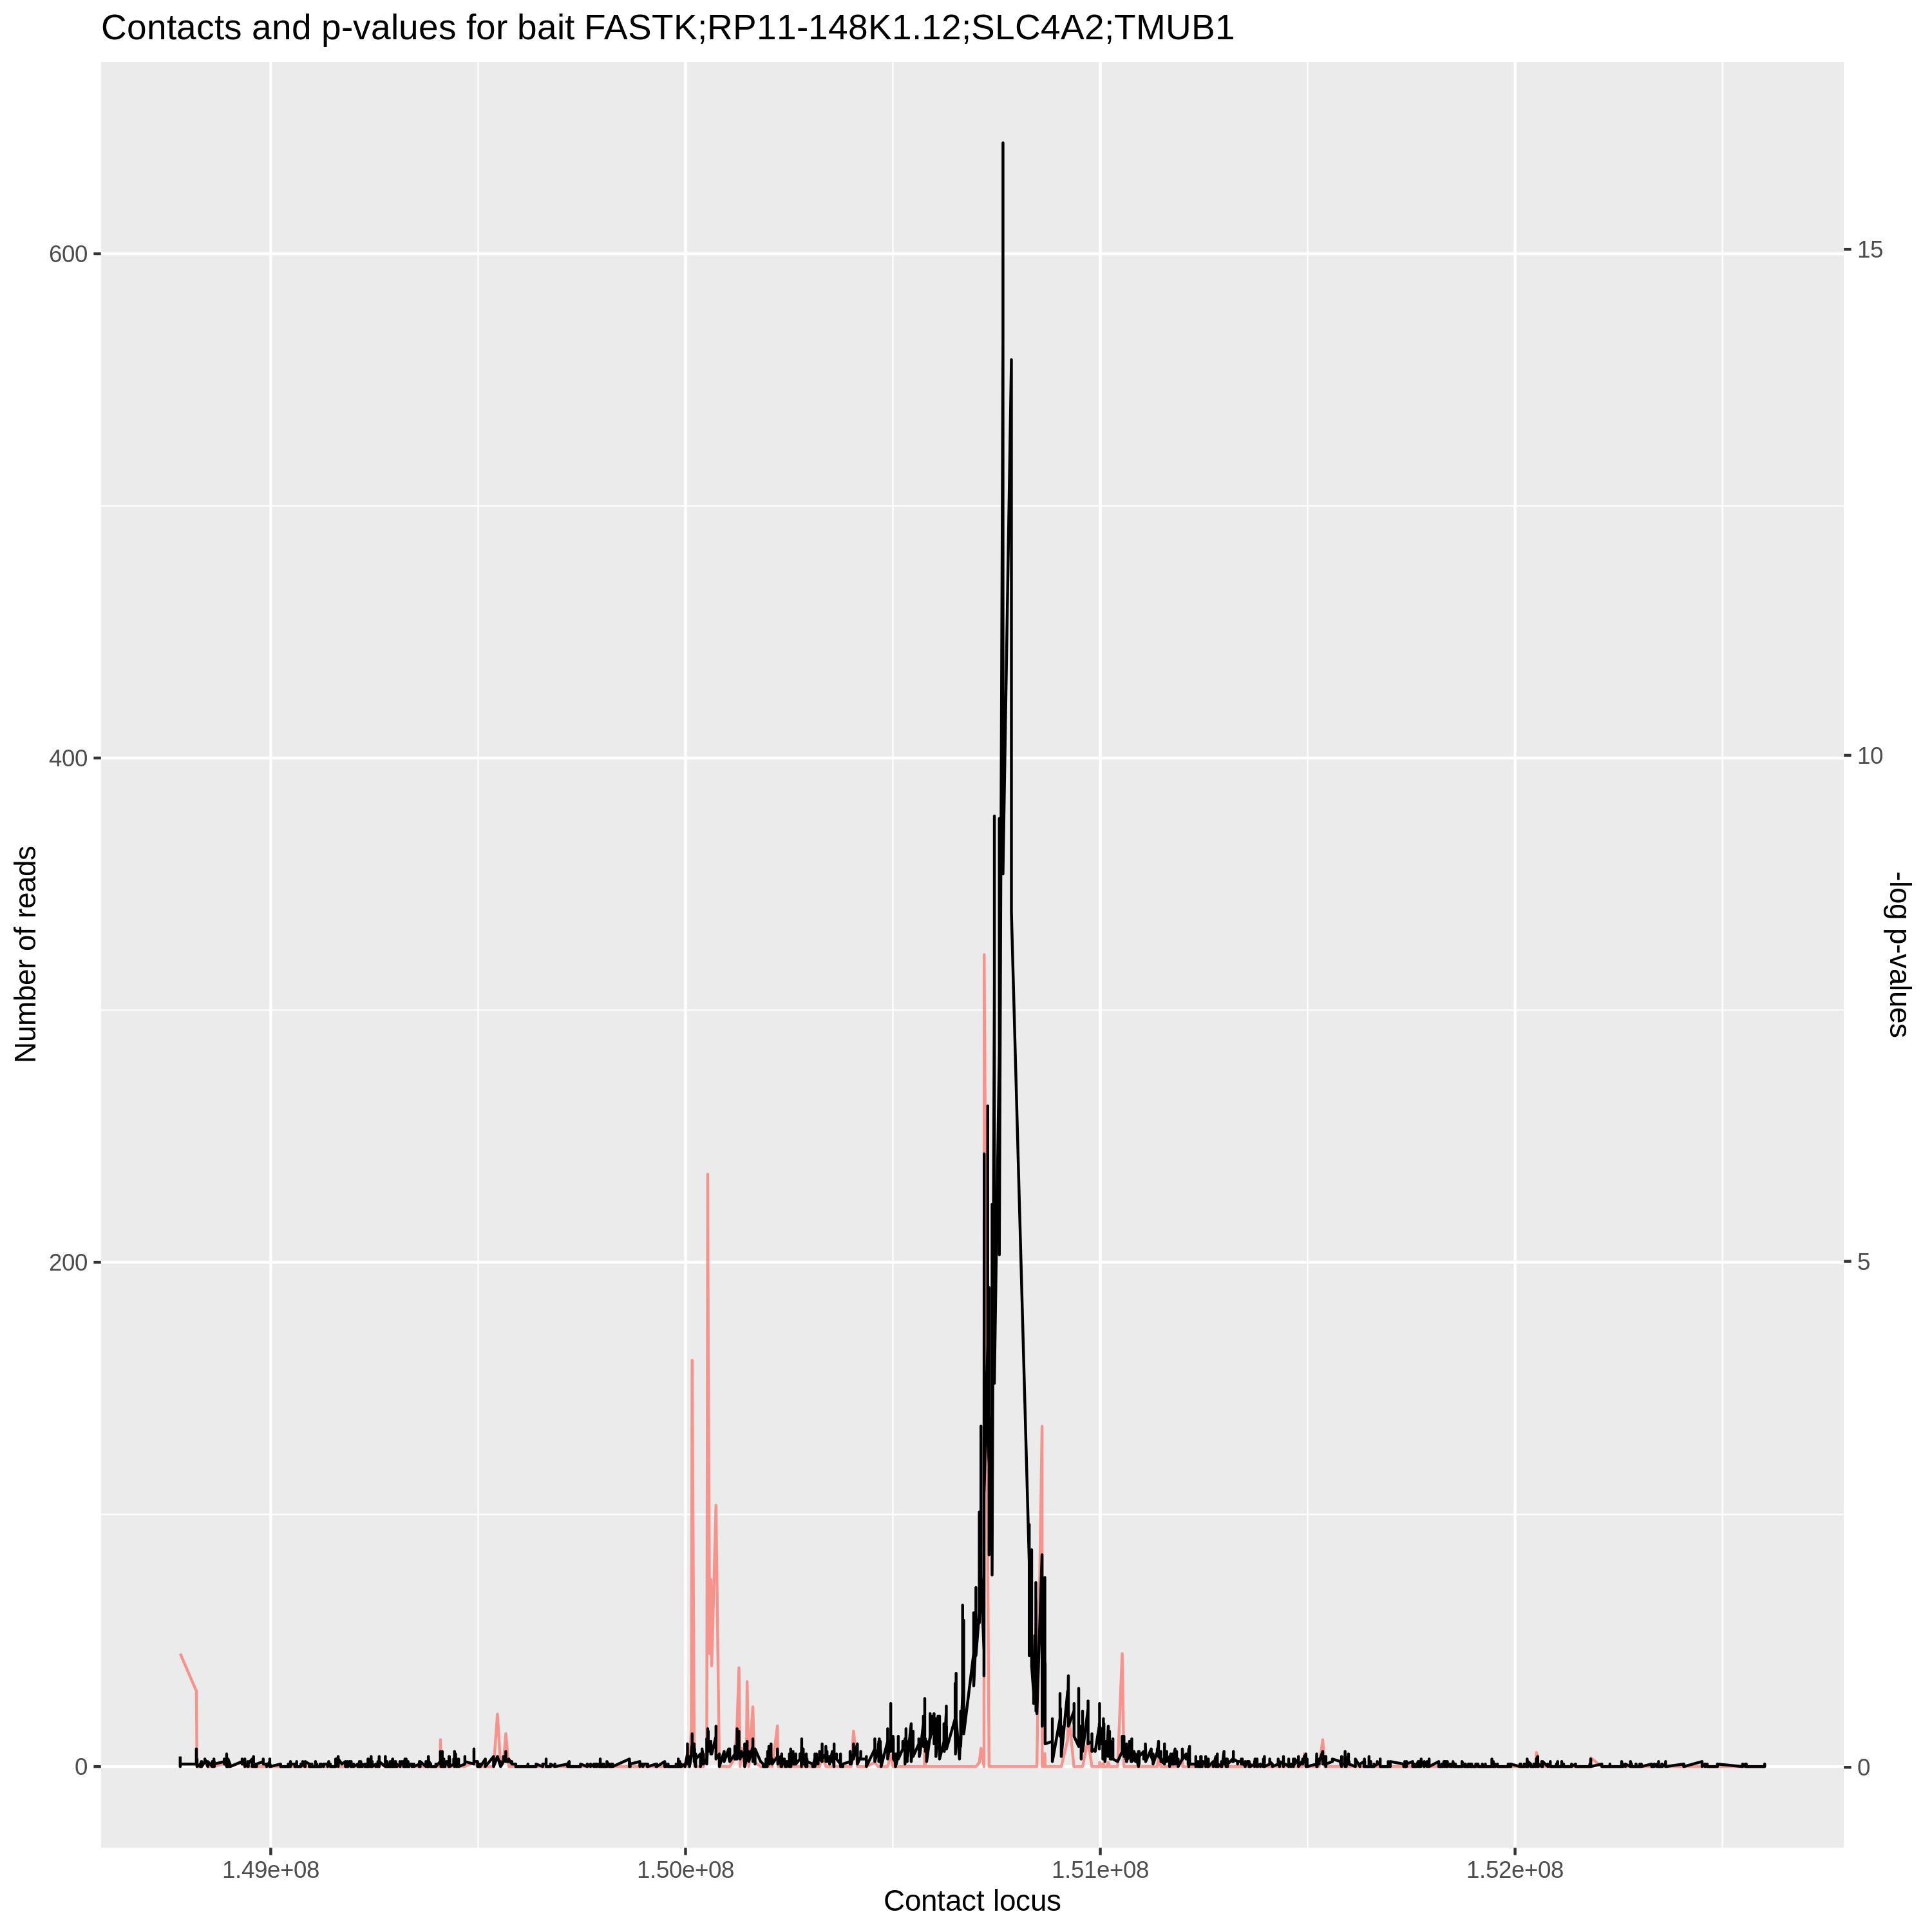 Contacts and p-values for bait FASTK;RP11-148K1.12;SLC4A2;TMUB1
Number of reads
600
400
200
0
15
10
5
0
-log p-values
1.49e+08
1.50e+08
1.51e+08
1.52e+08
Contact locus